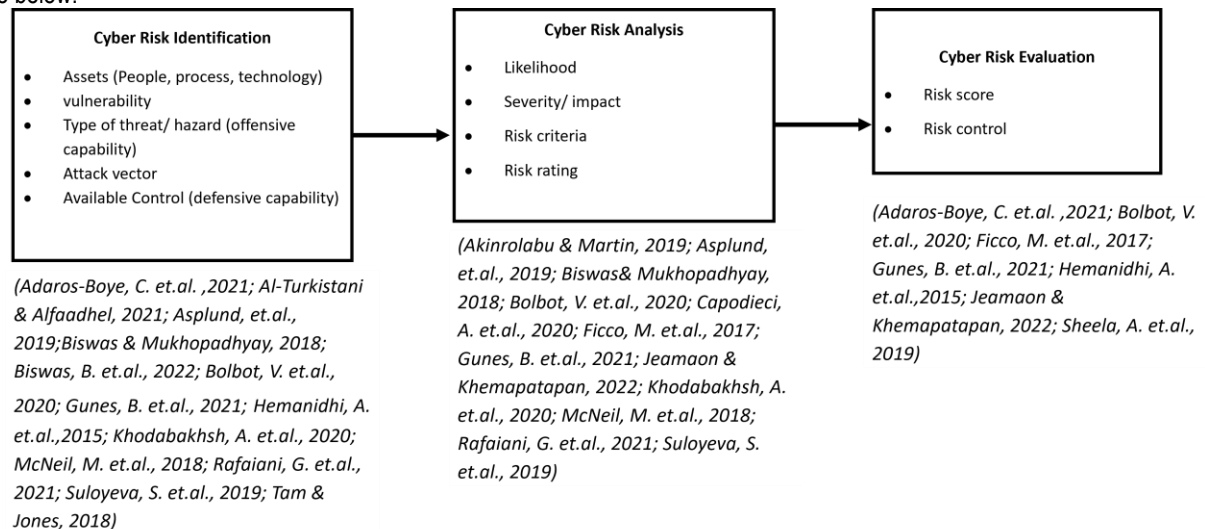 below.
Cyber Risk Identification
• Assets (People, process, technology)
• vulnerability
• Type of threat/ hazard (offensive
capability)
• Attack vector
• Available Control (defensive capability)
(Adaros-Boye, C. et.al. ,2021; Al-Turkistani
& Alfaadhel, 2021; Asplund, et.al.,
2019;Biswas & Mukhopadhyay, 2018;
Biswas, B. et.al., 2022; Bolbot, V. et.al.,
2020; Gunes, B. et.al., 2021; Hemanidhi, A.
et.al.,2015; Khodabakhsh, A. et.al., 2020;
McNeil, M. et.al., 2018; Rafaiani, G. et.al.,
2021; Suloyeva, S. et.al., 2019; Tam &
Jones, 2018)
Cyber Risk Analysis
• Likelihood
• Severity/ impact
• Risk criteria
• Risk rating
(Akinrolabu & Martin, 2019; Asplund,
et.al., 2019; Biswas& Mukhopadhyay,
2018; Bolbot, V. et.al., 2020; Capodieci,
A. et.al., 2020; Ficco, M. et.al., 2017;
Gunes, B. et.al., 2021; Jeamaon &
Khemapatapan, 2022; Khodabakhsh, A.
et.al., 2020; McNeil, M. et.al., 2018;
Rafaiani, G. et.al., 2021; Suloyeva, S.
et.al., 2019)
Cyber Risk Evaluation
• Risk score
• Risk control
(Adaros-Boye, C. et.al. ,2021; Bolbot, V.
et.al., 2020; Ficco, M. et.al., 2017;
Gunes, B. et.al., 2021; Hemanidhi, A.
et.al.,2015; Jeamaon &
Khemapatapan, 2022; Sheela, A. et.al.,
2019)